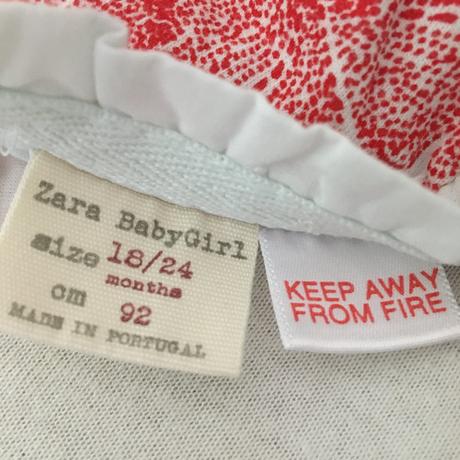 Zara BabyGirl
size 18/24
months
cm 92
MADE IN PORTUGAL
KEEP AWAY
FROM FIRE